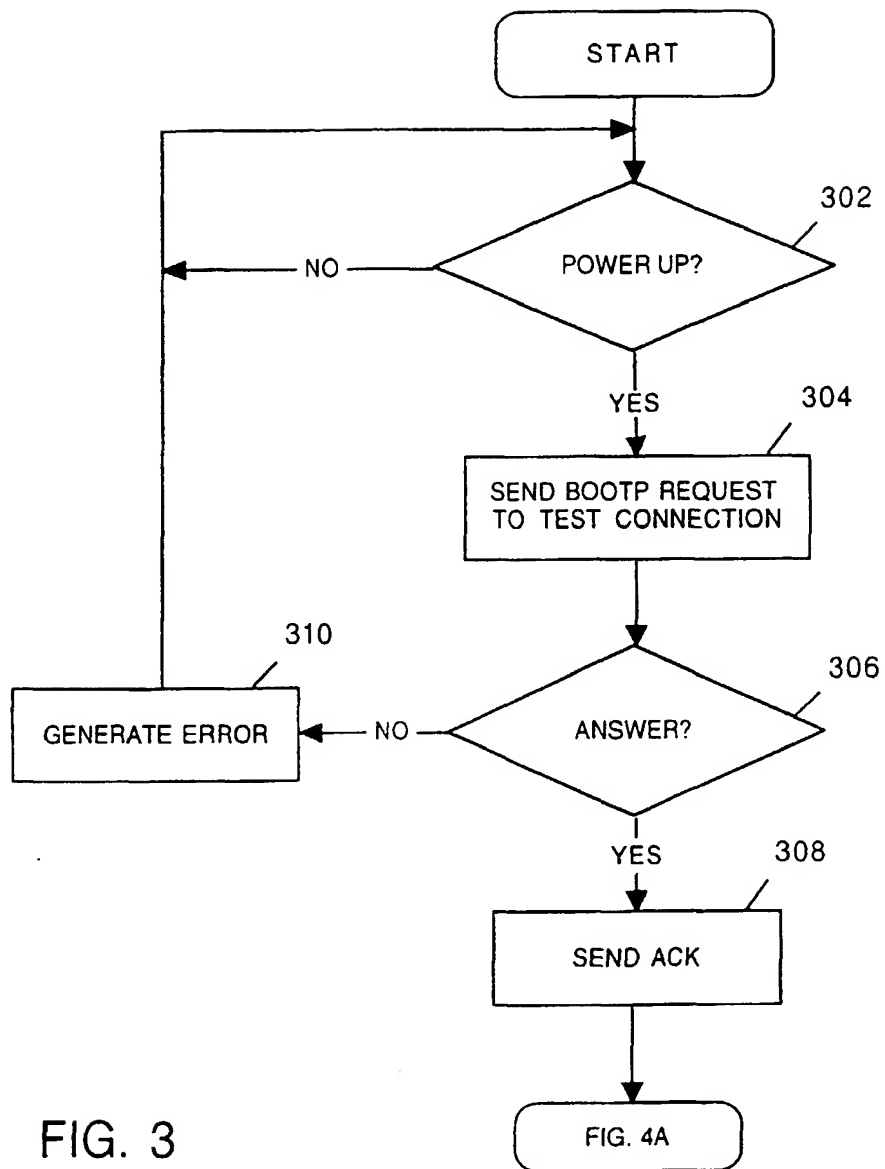 START
302
POWER UP?
NO
YES
304
SEND BOOTP REQUEST
TO TEST CONNECTION
310
306
GENERATE ERROR
NO
ANSWER?
YES
308
SEND ACK
FIG. 3
FIG. 4A